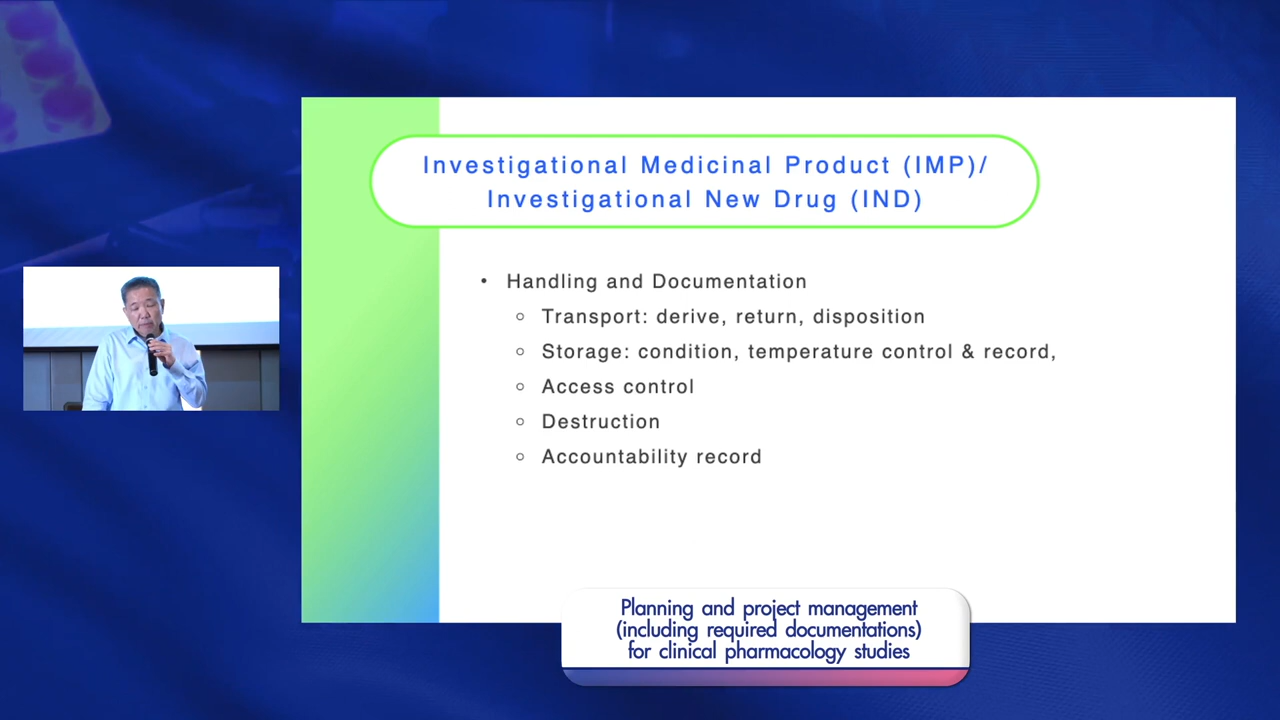 Investigational Medicinal Product (IMP)/
Investigational New Drug (IND)
• Handling and Documentation
○ Transport: derive, return, disposition
○ Storage: condition, temperature control & record,
○ Access control
○ Destruction
○ Accountability record
Planning and project management
(including required documentations)
for clinical pharmacology studies